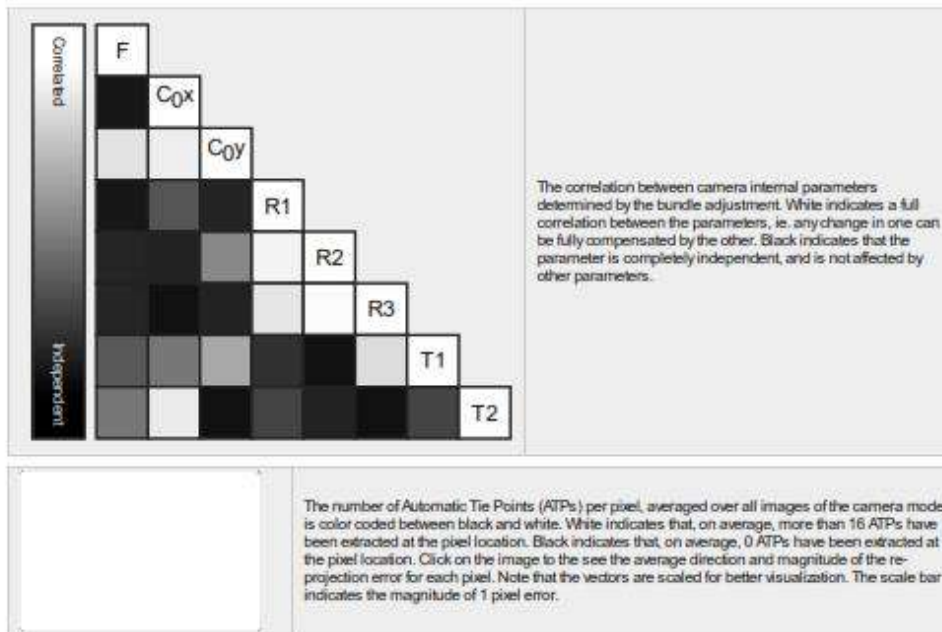 Correlated
Independent
F
C0x
C0y
R1
R2
R3
T1
T2
The correlation between camera internal parameters
determined by the bundle adjustment. White indicates a full
correlation between the parameters, ie. any change in one can
be fully compensated by the other. Black indicates that the
parameter is completely independent, and is not affected by
other parameters.
The number of Automatic Tie Points (ATPs) per pixel, averaged over all images of the camera mode
is color coded between black and white. White indicates that, on average, more than 16 ATPs have
been extracted at the pixel location. Black indicates that, on average, 0 ATPs have been extracted at
the pixel location. Click on the image to the see the average direction and magnitude of the re-
projection error for each pixel. Note that the vectors are scaled for better visualization. The scale bar
indicates the magnitude of 1 pixel error.